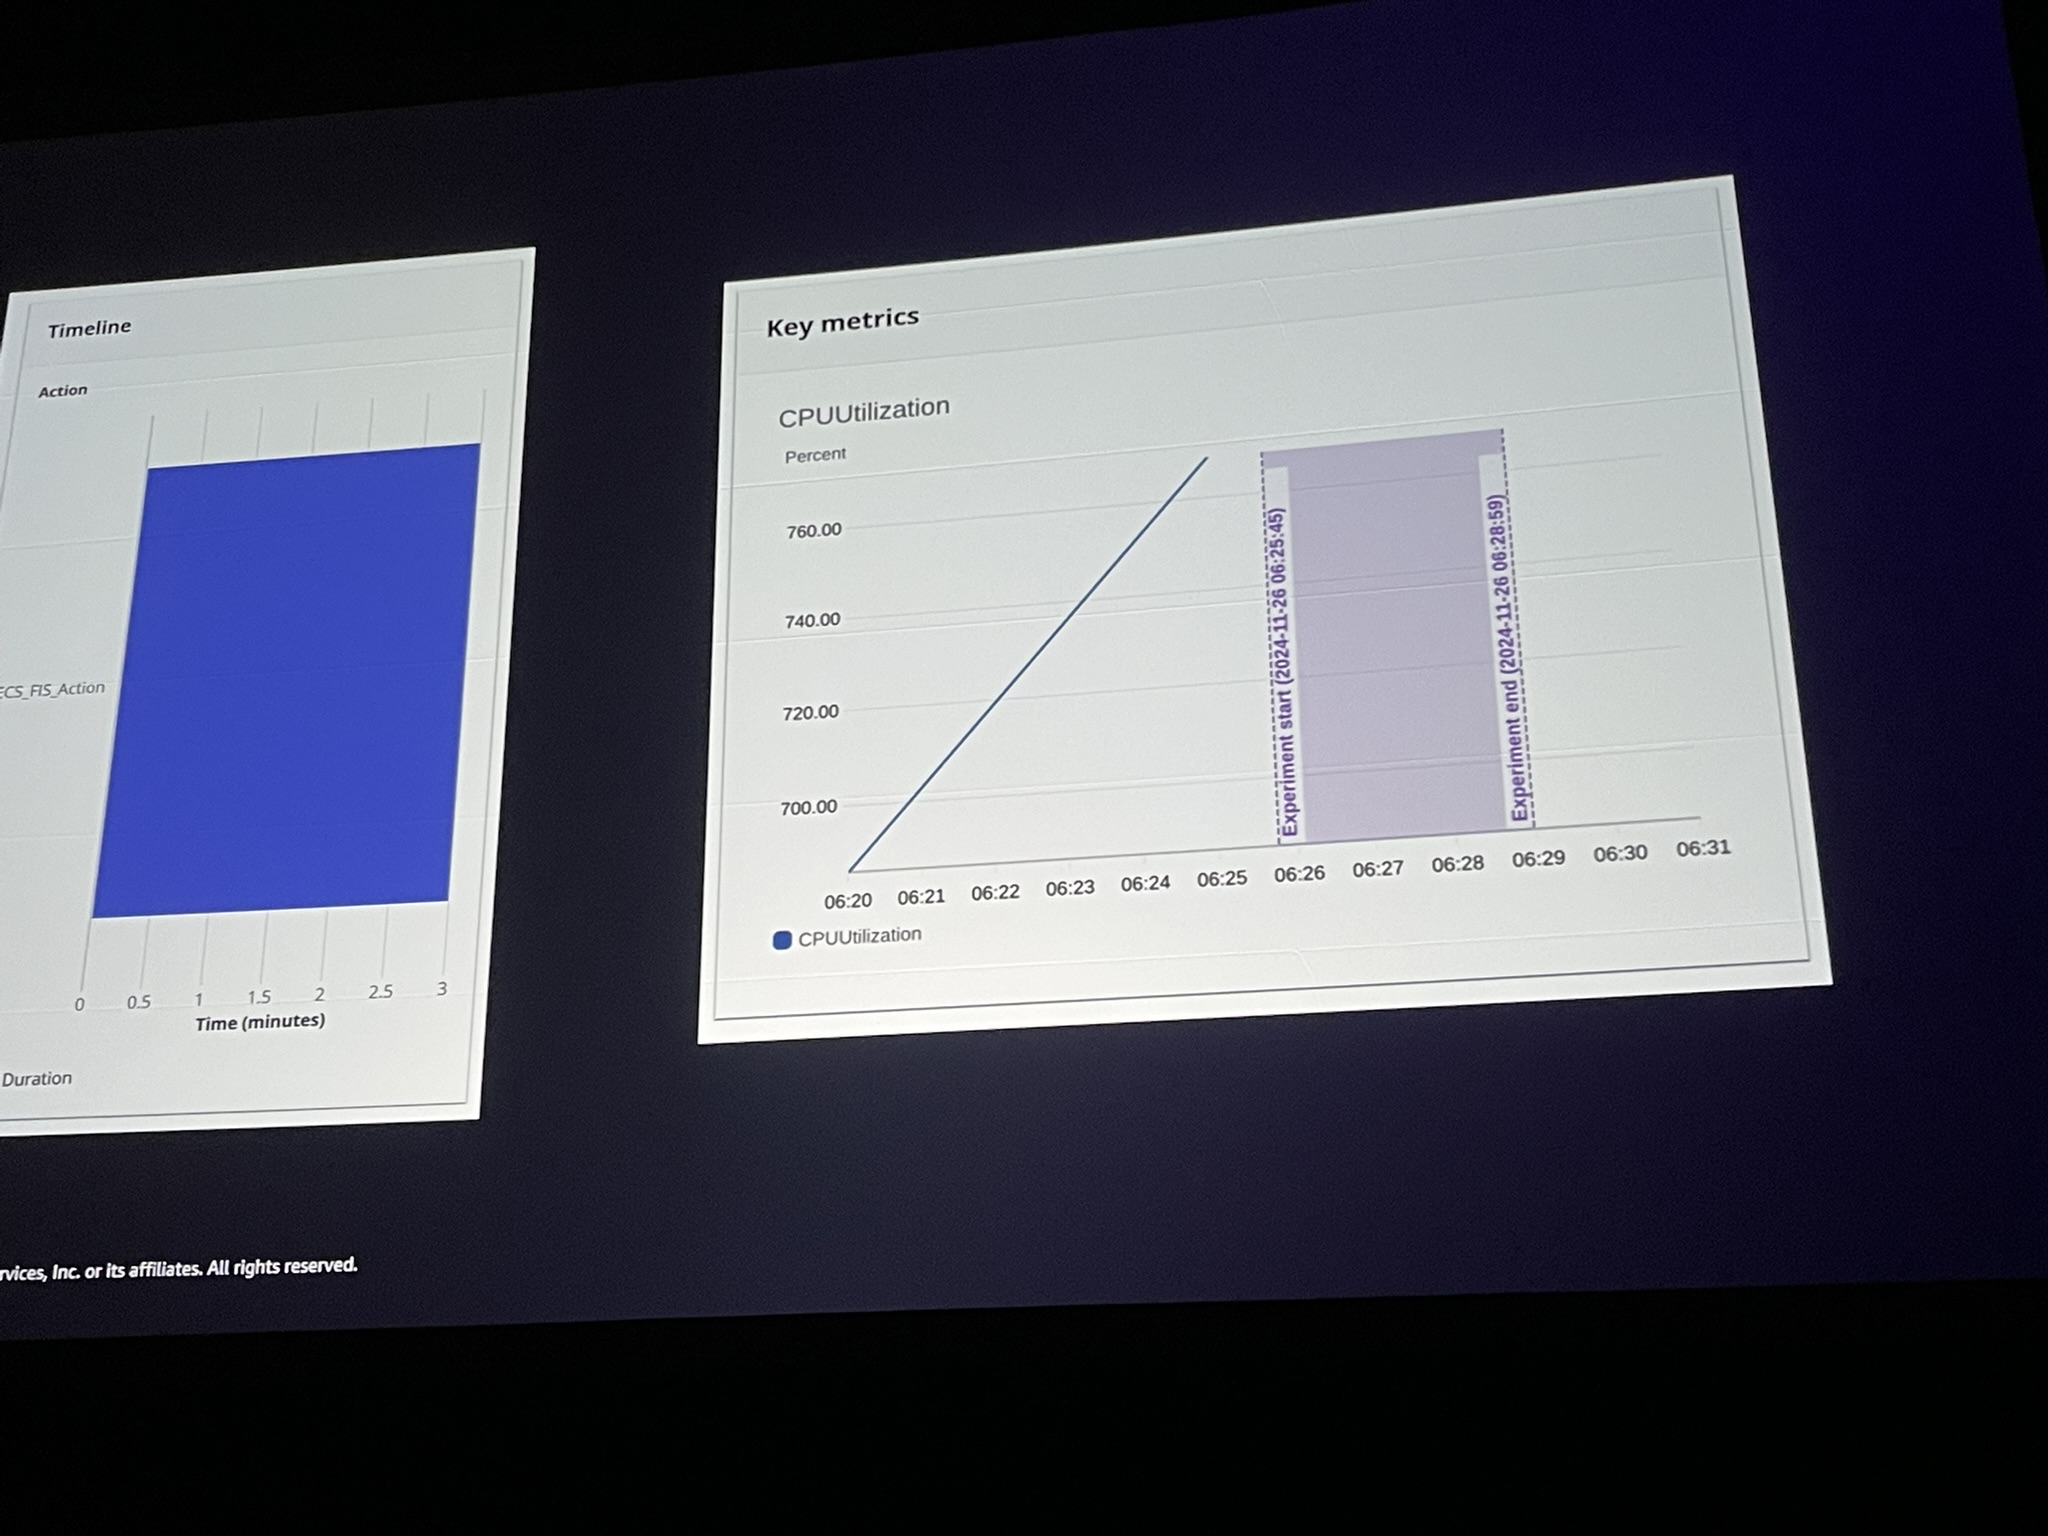 Timeline
Action
ECS_FIS_Action
0 0.5 1 1.5 2 2.5 3
Time (minutes)
Duration
Key metrics
CPUUtilization
Percent
760.00
740.00
720.00
700.00
Experiment start (2024-11-26 06:25:45)
Experiment end (2024-11-26 06:28:59)
06:20 06:21 06:22 06:23 06:24 06:25 06:26 06:27 06:28 06:29 06:30 06:31
CPUUtilization
rvices, Inc. or its affiliates. All rights reserved.